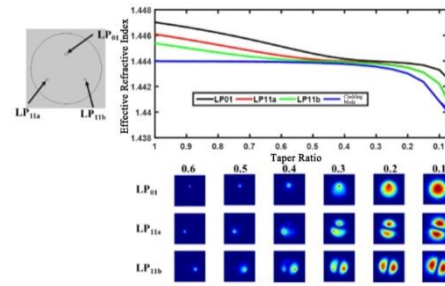 LP01
LP11a
LP11b
Effective Refractive Index
1.448
1.446
1.444
1.442
1.44
1.438
LP01 LP11a LP11b Cladding Mode
1 0.9 0.8 0.7 0.6 0.5 0.4 0.3 0.2 0.1
Taper Ratio
0.6 0.5 0.4 0.3 0.2 0.1
LP01
LP11a
LP11b